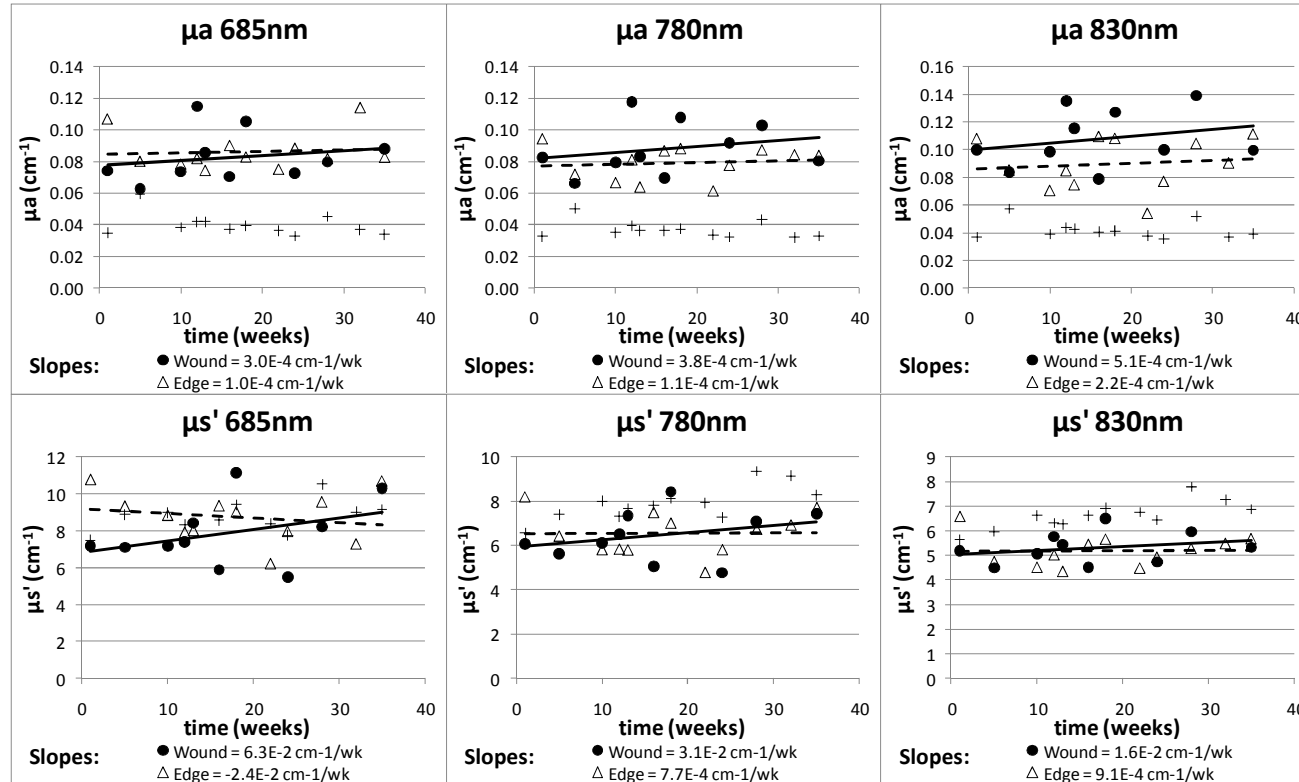 µa 685nm
µa (cm⁻¹)
0.14
0.12
0.10
0.08
0.06
0.04
0.02
0.00
0 10 20 30 40
time (weeks)
Slopes:
Wound = 3.0E-4 cm-1/wk
Edge = 1.0E-4 cm-1/wk
µa 780nm
0.14
0.12
0.10
0.08
0.06
0.04
0.02
0.00
0 10 20 30 40
time (weeks)
Slopes:
Wound = 3.8E-4 cm-1/wk
Edge = 1.1E-4 cm-1/wk
µa 830nm
0.16
0.14
0.12
0.10
0.08
0.06
0.04
0.02
0.00
0 10 20 30 40
time (weeks)
Slopes:
Wound = 5.1E-4 cm-1/wk
Edge = 2.2E-4 cm-1/wk
µs' 685nm
µs' (cm⁻¹)
12
10
8
6
4
2
0
0 10 20 30 40
time (weeks)
Slopes:
Wound = 6.3E-2 cm-1/wk
Edge = -2.4E-2 cm-1/wk
µs' 780nm
µs' (cm⁻¹)
10
8
6
4
2
0
0 10 20 30 40
time (weeks)
Slopes:
Wound = 3.1E-2 cm-1/wk
Edge = 7.7E-4 cm-1/wk
µs' 830nm
µs' (cm⁻¹)
9
8
7
6
5
4
3
2
1
0
0 10 20 30 40
time (weeks)
Slopes:
Wound = 1.6E-2 cm-1/wk
Edge = 9.1E-4 cm-1/wk